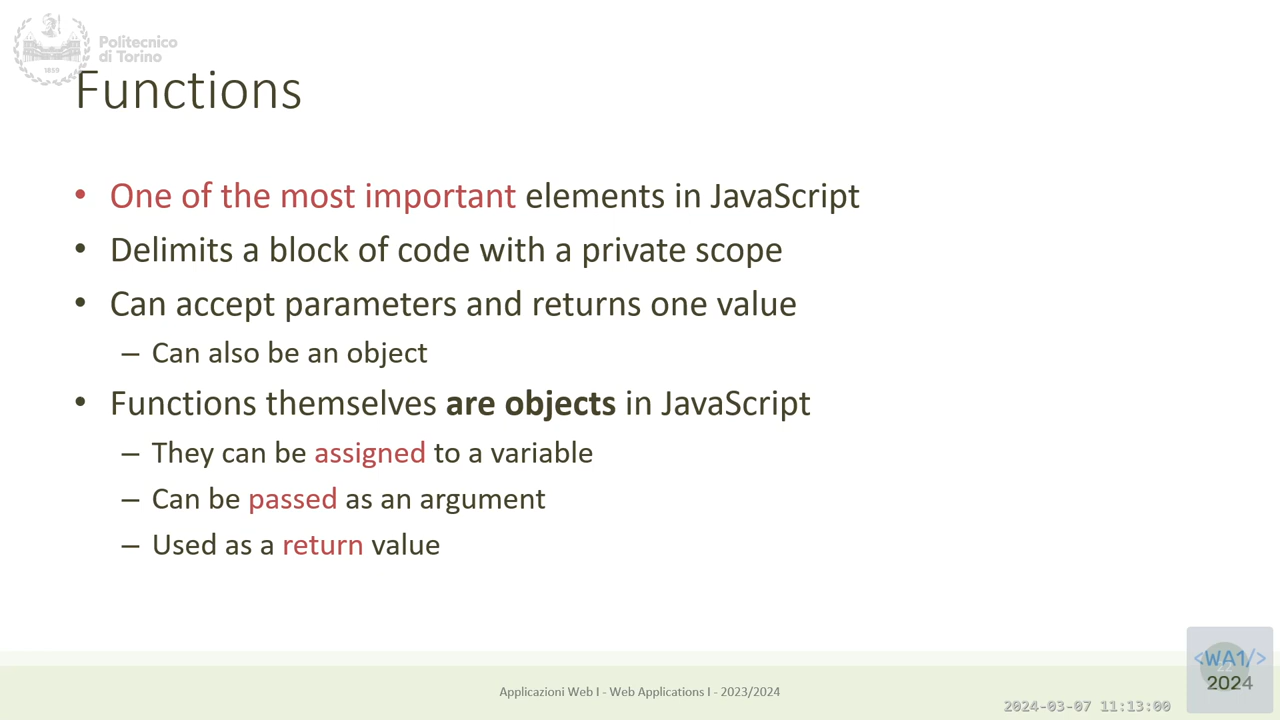 Politecnico
di Torino
1859
Functions
• One of the most important elements in JavaScript
• Delimits a block of code with a private scope
• Can accept parameters and returns one value
– Can also be an object
• Functions themselves are objects in JavaScript
– They can be assigned to a variable
– Can be passed as an argument
– Used as a return value
<WA1/>
2024
Applicazioni Web I - Web Applications I - 2023/2024
2024-03-07 11:13:00